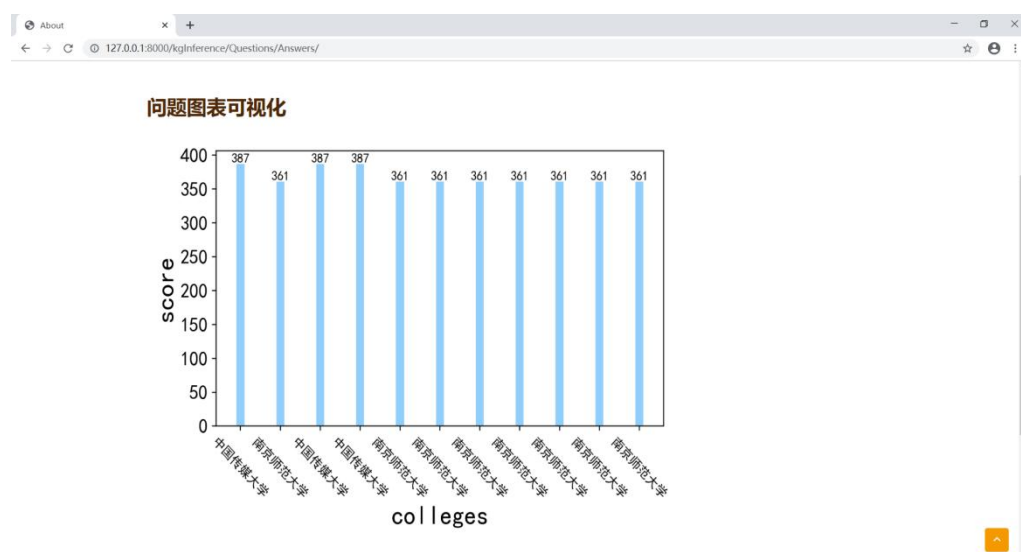 About
127.0.0.1:8000/kgInference/Questions/Answers/
问题图表可视化
400
350
300
250
200
150
100
50
0
score
387
361
387
387
361
361
361
361
361
361
361
中国传媒大学
南京师范大学
中国传媒大学
中国传媒大学
南京师范大学
南京师范大学
南京师范大学
南京师范大学
南京师范大学
南京师范大学
南京师范大学
colleges